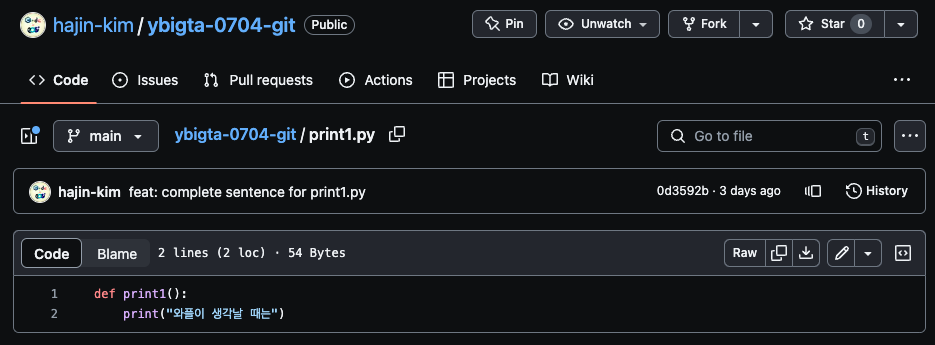 hajin-kim/ybigta-0704-git Public Pin Unwatch Fork Star 0
Code Issues Pull requests Actions Projects Wiki
main ybigta-0704-git/print1.py Go to file t
hajin-kim feat: complete sentence for print1.py 0d3592b · 3 days ago History
Code Blame 2 lines (2 loc) · 54 Bytes Raw
1 def print1():
2 print("와플이 생각날 때는")